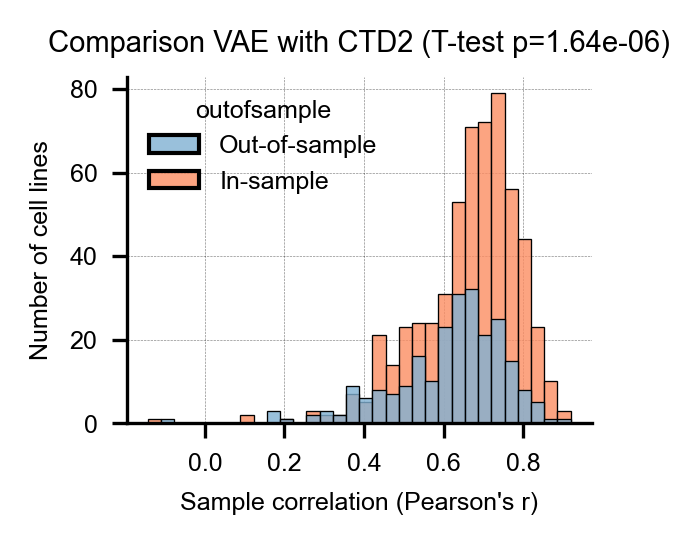 Comparison VAE with CTD2 (T-test p=1.64e-06)
80
60
40
20
0
Number of cell lines
outofsample
Out-of-sample
In-sample
0.0 0.2 0.4 0.6 0.8
Sample correlation (Pearson's r)